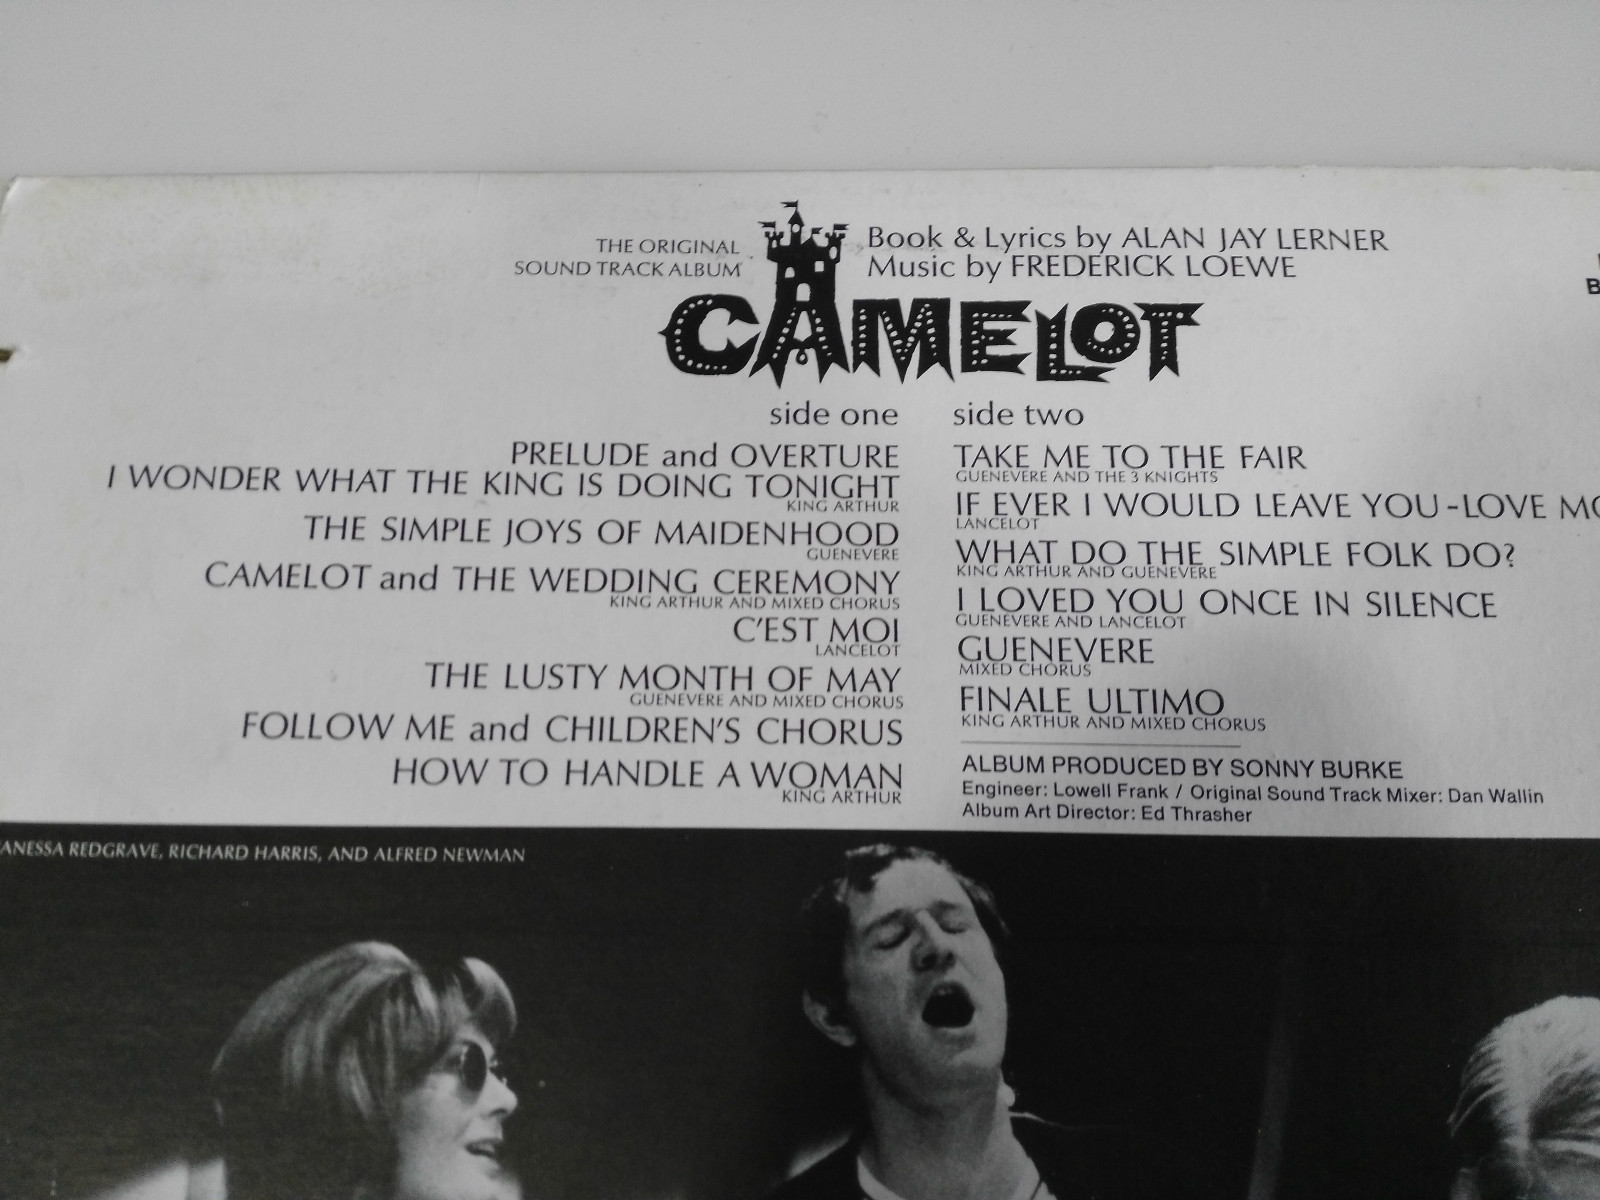 THE ORIGINAL
SOUND TRACK ALBUM
Book & Lyrics by ALAN JAY LERNER
Music by FREDERICK LOEWE
CAMELOT
side one
PRELUDE and OVERTURE
I WONDER WHAT THE KING IS DOING TONIGHT
KING ARTHUR
THE SIMPLE JOYS OF MAIDENHOOD
GUENEVERE
CAMELOT and THE WEDDING CEREMONY
KING ARTHUR AND MIXED CHORUS
C'EST MOI
LANCELOT
THE LUSTY MONTH OF MAY
GUENEVERE AND MIXED CHORUS
FOLLOW ME and CHILDREN'S CHORUS
HOW TO HANDLE A WOMAN
KING ARTHUR
side two
TAKE ME TO THE FAIR
GUENEVERE AND THE 3 KNIGHTS
IF EVER I WOULD LEAVE YOU-LOVE
LANCELOT
WHAT DO THE SIMPLE FOLK DO?
KING ARTHUR AND GUENEVERE
I LOVED YOU ONCE IN SILENCE
GUENEVERE AND LANCELOT
GUENEVERE
MIXED CHORUS
FINALE ULTIMO
KING ARTHUR AND MIXED CHORUS
ALBUM PRODUCED BY SONNY BURKE
Engineer: Lowell Frank / Original Sound Track Mixer: Dan Wallin
Album Art Director: Ed Thrasher
ANESSA REDGRAVE, RICHARD HARRIS, AND ALFRED NEWMAN